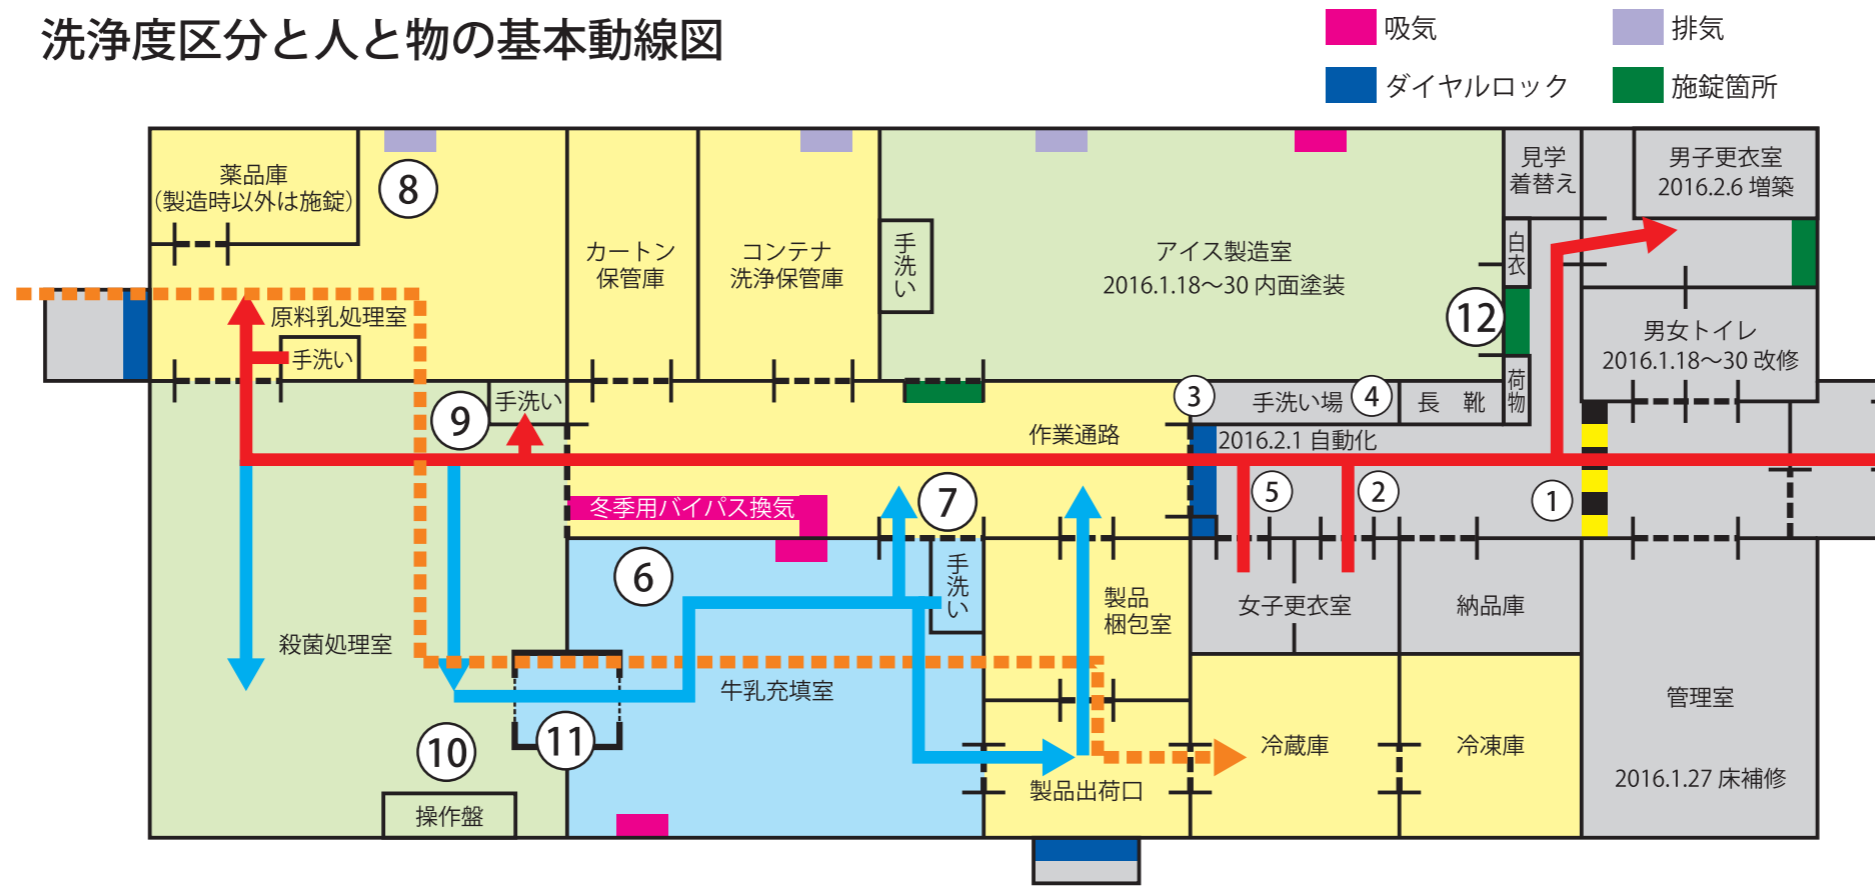 洗浄度区分と人と物の基本動線図
吸気
排気
ダイヤルロック
施錠箇所
薬品庫
(製造時以外は施錠)
⑧
カートン
保管庫
コンテナ
洗浄保管庫
手洗い
アイス製造室
2016.1.18〜30 内面塗装
見学
着替え
男子更衣室
2016.2.6 増築
白衣
⑫
荷物
男女トイレ
2016.1.18〜30 改修
原料乳処理室
手洗い
⑨
手洗い
作業通路
③
手洗い場
④
長 靴
2016.2.1 自動化
⑤
②
①
冬季用バイパス換気
⑦
⑥
手洗い
製品
梱包室
女子更衣室
納品庫
殺菌処理室
牛乳充填室
管理室
2016.1.27 床補修
⑩
⑪
操作盤
製品出荷口
冷蔵庫
冷凍庫